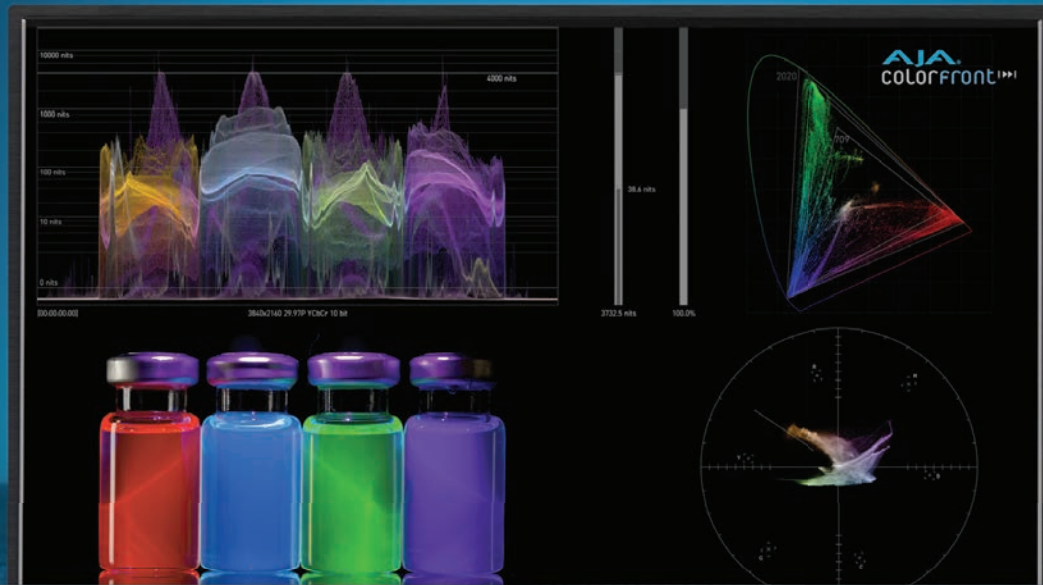 10000 nits
4000 nits
1000 nits
100 nits
10 nits
0 nits
[00:00:00.00]
3840x2160 29.97P YCbCr 10 bit
38.6 nits
3732.5 nits
100.0%
AJA
COLORFRONT
2020
709